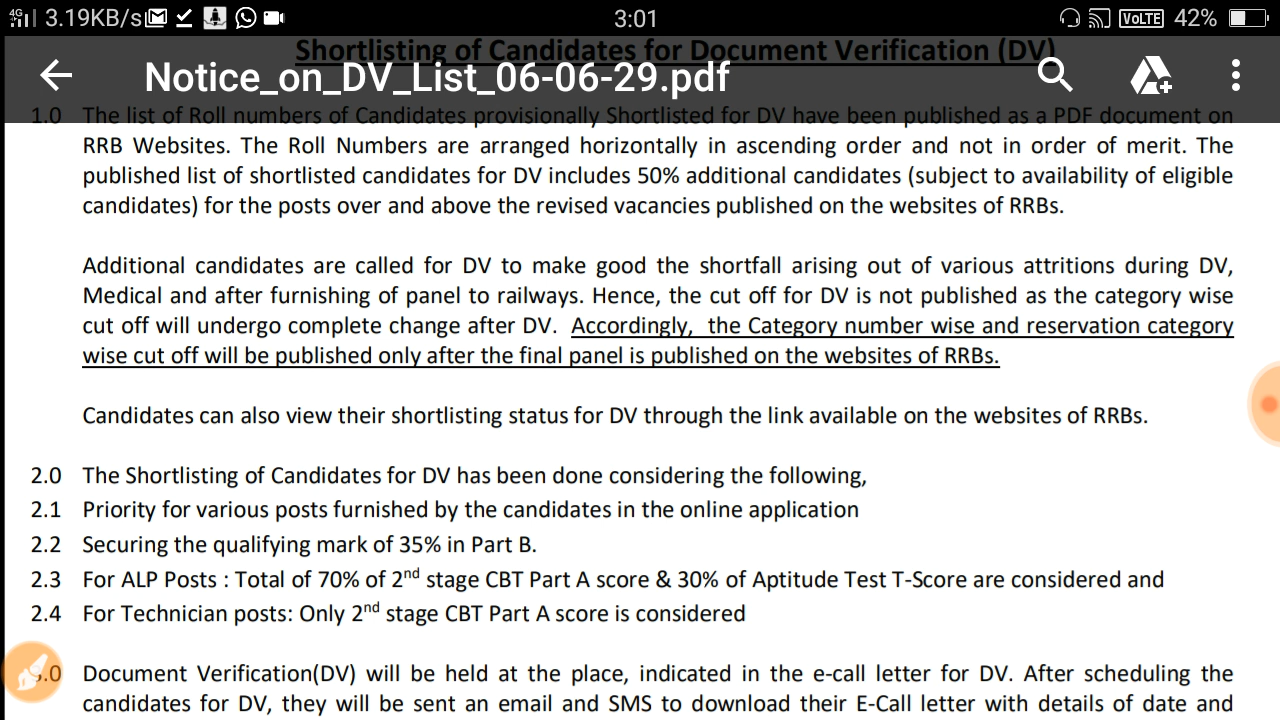 4G 3.19KB/s 3:01 VoLTE 42%
Shortlisting of Candidates for Document Verification (DV)
Notice_on_DV_List_06-06-29.pdf
1.0 The list of Roll numbers of Candidates provisionally Shortlisted for DV have been published as a PDF document on
RRB Websites. The Roll Numbers are arranged horizontally in ascending order and not in order of merit. The
published list of shortlisted candidates for DV includes 50% additional candidates (subject to availability of eligible
candidates) for the posts over and above the revised vacancies published on the websites of RRBs.
Additional candidates are called for DV to make good the shortfall arising out of various attritions during DV,
Medical and after furnishing of panel to railways. Hence, the cut off for DV is not published as the category wise
cut off will undergo complete change after DV. Accordingly, the Category number wise and reservation category
wise cut off will be published only after the final panel is published on the websites of RRBs.
Candidates can also view their shortlisting status for DV through the link available on the websites of RRBs.
2.0 The Shortlisting of Candidates for DV has been done considering the following,
2.1 Priority for various posts furnished by the candidates in the online application
2.2 Securing the qualifying mark of 35% in Part B.
2.3 For ALP Posts : Total of 70% of 2nd stage CBT Part A score & 30% of Aptitude Test T-Score are considered and
2.4 For Technician posts: Only 2nd stage CBT Part A score is considered
.0 Document Verification(DV) will be held at the place, indicated in the e-call letter for DV. After scheduling the
candidates for DV, they will be sent an email and SMS to download their E-Call letter with details of date and